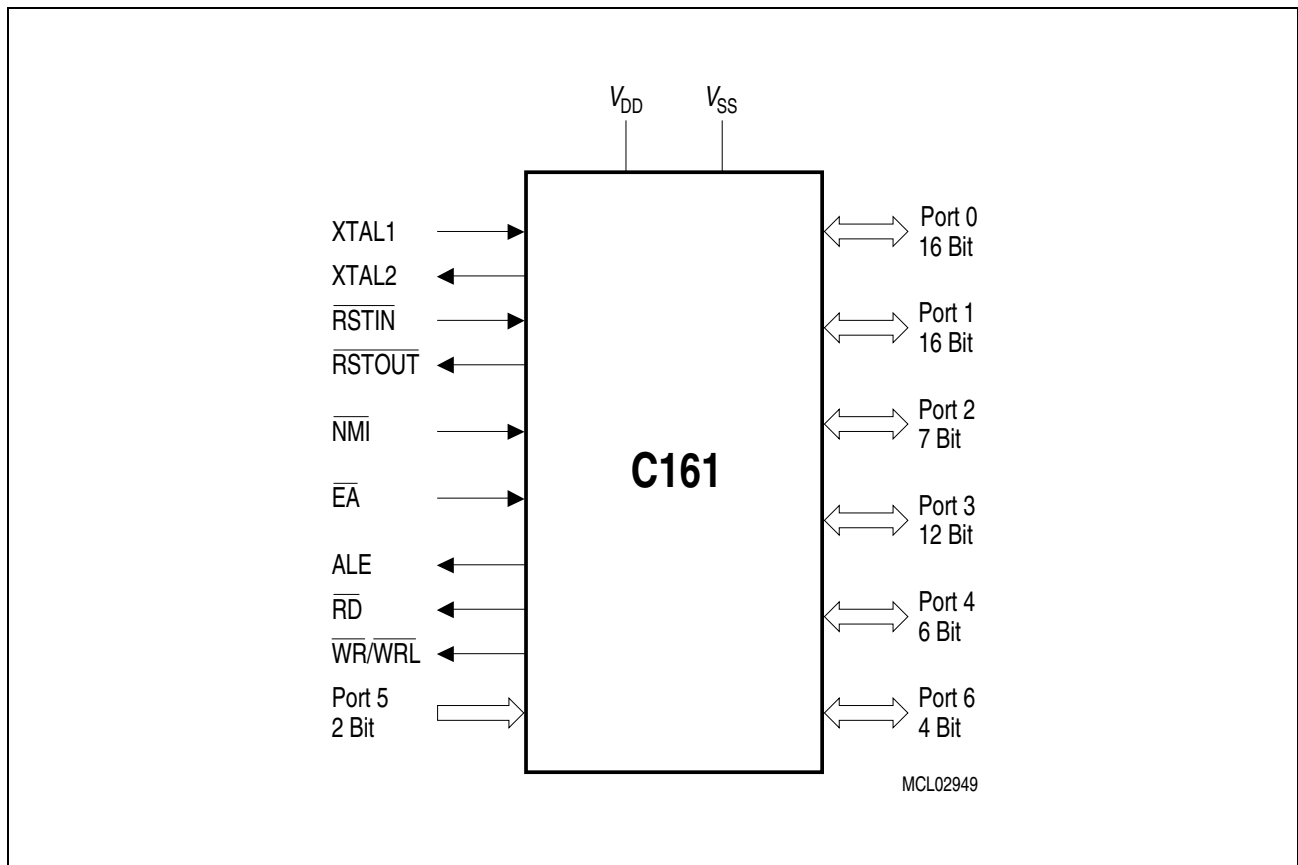 VDD
VSS
XTAL1
XTAL2
RSTIN
RSTOUT
NMI
EA
ALE
RD
WR/WRL
Port 5
2 Bit
C161
Port 0
16 Bit
Port 1
16 Bit
Port 2
7 Bit
Port 3
12 Bit
Port 4
6 Bit
Port 6
4 Bit
MCL02949